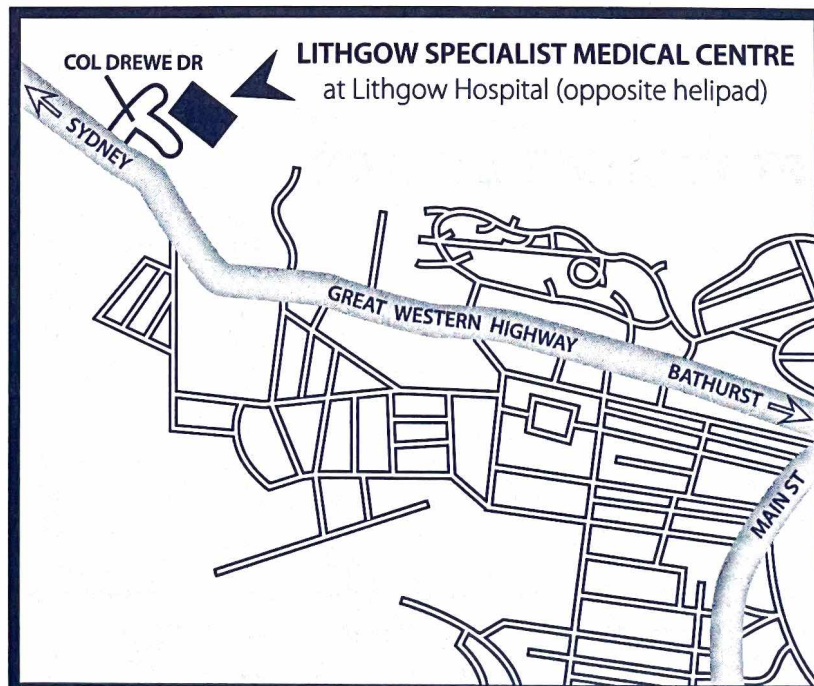 LITHGOW SPECIALIST MEDICAL CENTRE
at Lithgow Hospital (opposite helipad)
COL DREWE DR
SYDNEY
GREAT WESTERN HIGHWAY
BATHURST
MAIN ST